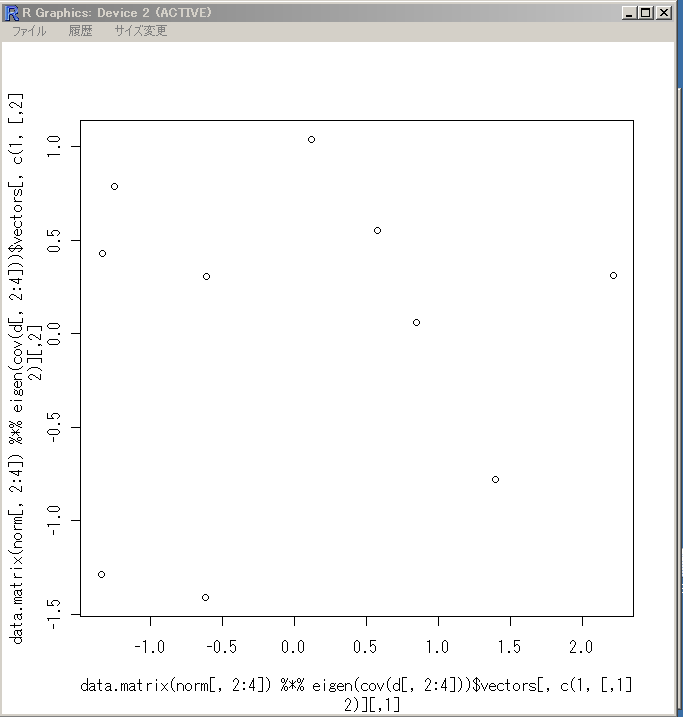 R Graphics: Device 2 (ACTIVE)
ファイル 履歴 サイズ変更
data.matrix(norm[, 2:4]) %*% eigen(cov(d[, 2:4]))$vectors[, c(1, [,2]
2)][,2]
1.0
0.5
0.0
-0.5
-1.0
-1.5
-1.0 -0.5 0.0 0.5 1.0 1.5 2.0
data.matrix(norm[, 2:4]) %*% eigen(cov(d[, 2:4]))$vectors[, c(1, [,1]
2)][,1]